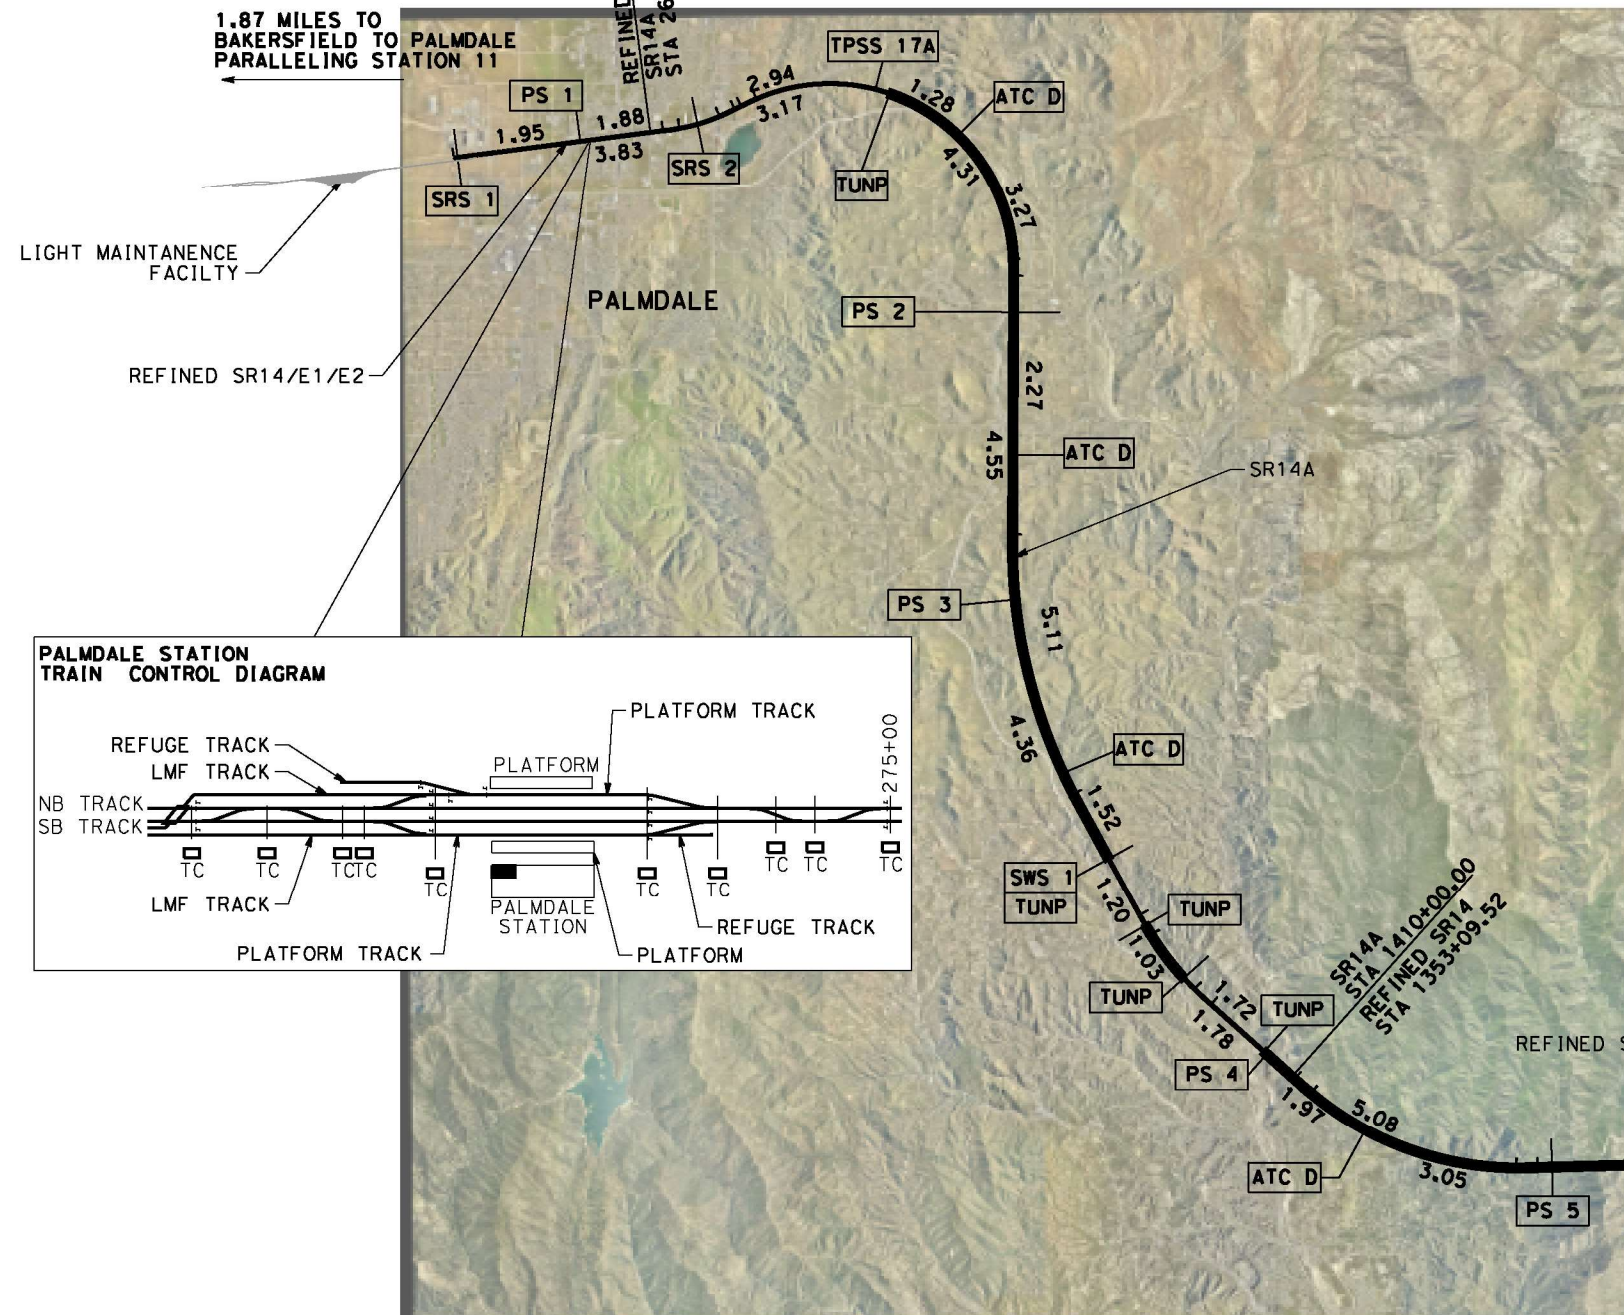 1.87 MILES TO
BAKERSFIELD TO PALMDALE
PARALLELING STATION 11
REFINED
SR14A
STA 26
TPSS 17A
PS 1
2.94
3.17
1.28
ATC D
1.95
1.88
3.83
SRS 2
4.31
TUNP
SRS 1
3.27
LIGHT MAINTANENCE
FACILTY
PALMDALE
PS 2
REFINED SR14/E1/E2
2.27
4.55
ATC D
SR14A
PS 3
5.11
4.36
ATC D
1.52
SWS 1
TUNP
1.20
TUNP
1.03
TUNP
1.72
1.78
TUNP
SR14A
STA 1410+00.00
REFINED SR14
STA 1353+09.52
REFINED S
PS 4
1.97
5.08
ATC D
3.05
PS 5
PALMDALE STATION
TRAIN CONTROL DIAGRAM
PLATFORM TRACK
275+00
REFUGE TRACK
LMF TRACK
PLATFORM
NB TRACK
SB TRACK
TC
TC
TC
TC
TC
TC
TC
TC
TC
TC
LMF TRACK
PALMDALE
STATION
REFUGE TRACK
PLATFORM TRACK
PLATFORM